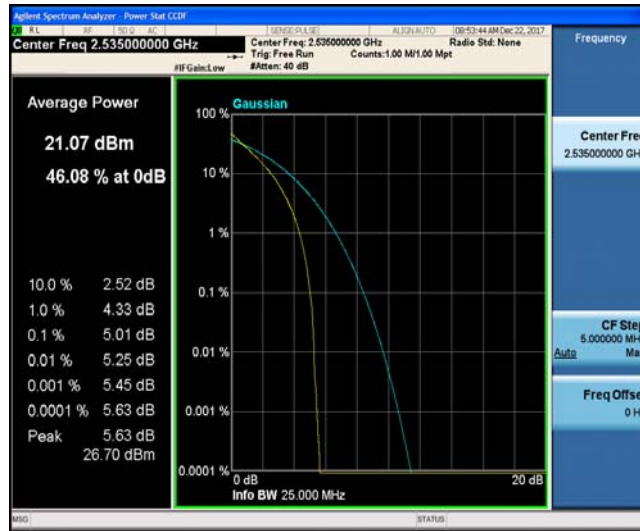 Agilent Spectrum Analyzer - Power Stat CCDF
RL RF 50 Ω AC SENSE:PULSE ALIGN AUTO 08:53:44 AM Dec 22, 2017
Center Freq 2.535000000 GHz
Center Freq: 2.535000000 GHz Radio Std: None
Trig: Free Run Counts:1.00 M/1.00 Mpt
#IFGain:Low #Atten: 40 dB
Frequency
Average Power
21.07 dBm
46.08 % at 0dB
10.0 % 2.52 dB
1.0 % 4.33 dB
0.1 % 5.01 dB
0.01 % 5.25 dB
0.001 % 5.45 dB
0.0001 % 5.63 dB
Peak 5.63 dB
26.70 dBm
Gaussian
100 %
10 %
1 %
0.1 %
0.01 %
0.001 %
0.0001 %
0 dB 20 dB
Info BW 25.000 MHz
Center Fre
2.535000000 GH
CF Step
5.000000 MH
Auto Ma
Freq Offse
0 H
MSG STATUS